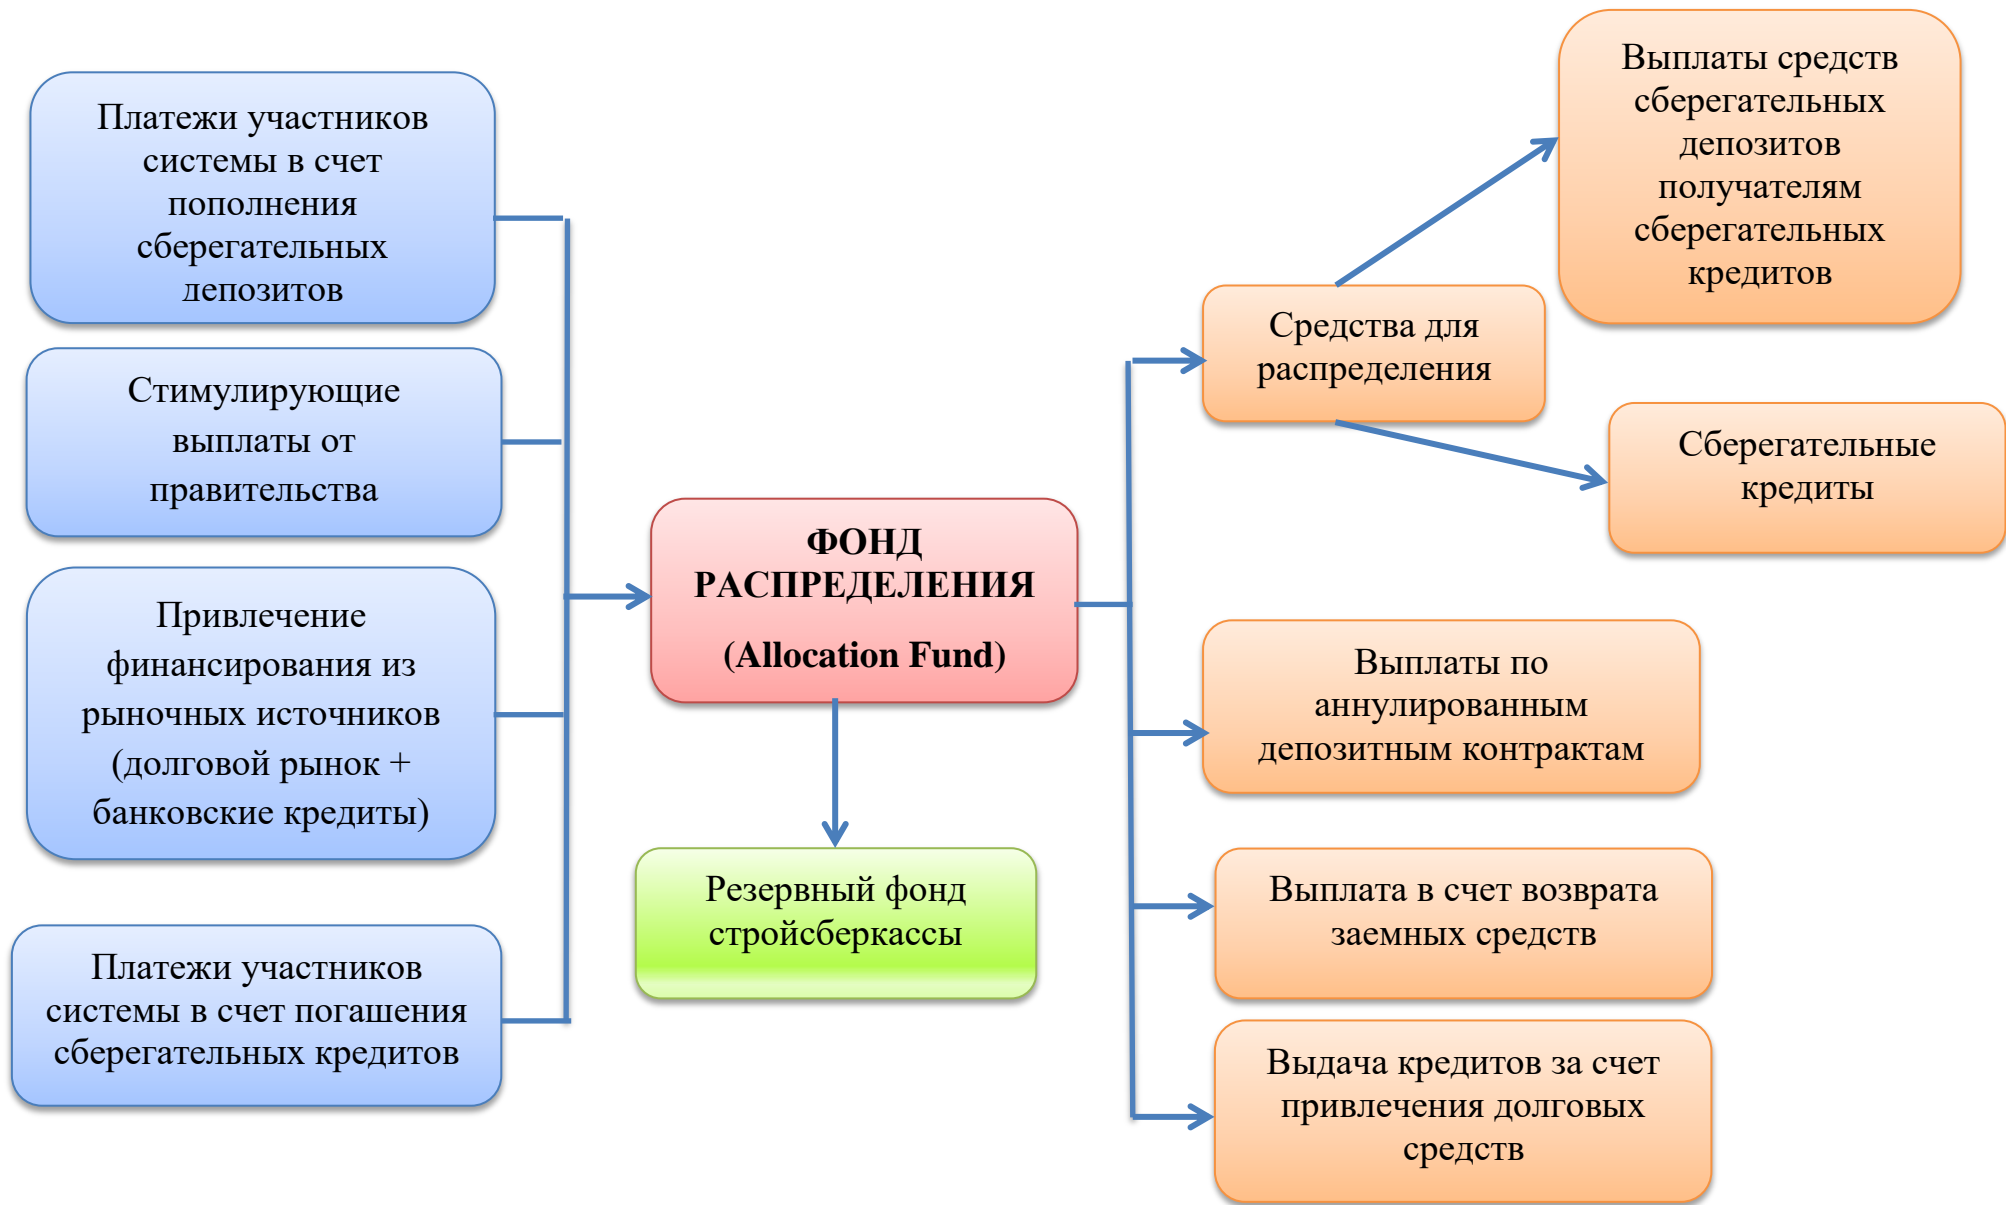 Платежи участников
системы в счет
пополнения
сберегательных
депозитов
Стимулирующие
выплаты от
правительства
Привлечение
финансирования из
рыночных источников
(долговой рынок +
банковские кредиты)
Платежи участников
системы в счет погашения
сберегательных кредитов
ФОНД
РАСПРЕДЕЛЕНИЯ
(Allocation Fund)
Резервный фонд
стройсберкассы
Средства для
распределения
Выплаты средств
сберегательных
депозитов
получателям
сберегательных
кредитов
Сберегательные
кредиты
Выплаты по
аннулированным
депозитным контрактам
Выплата в счет возврата
заемных средств
Выдача кредитов за счет
привлечения долговых
средств